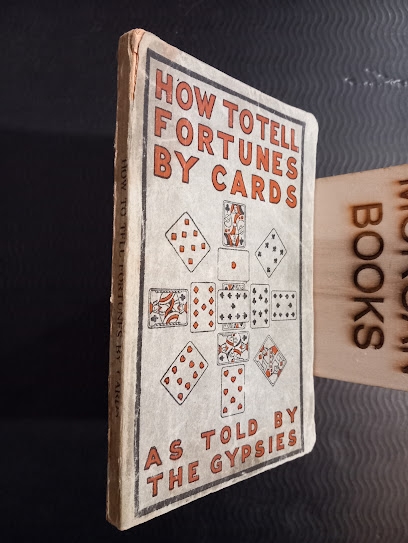 HOW TO TELL
FORTUNES
BY CARDS
AS TOLD BY
THE GYPSIES
HOW TO TELL FORTUNES BY CARDS
BOOKS